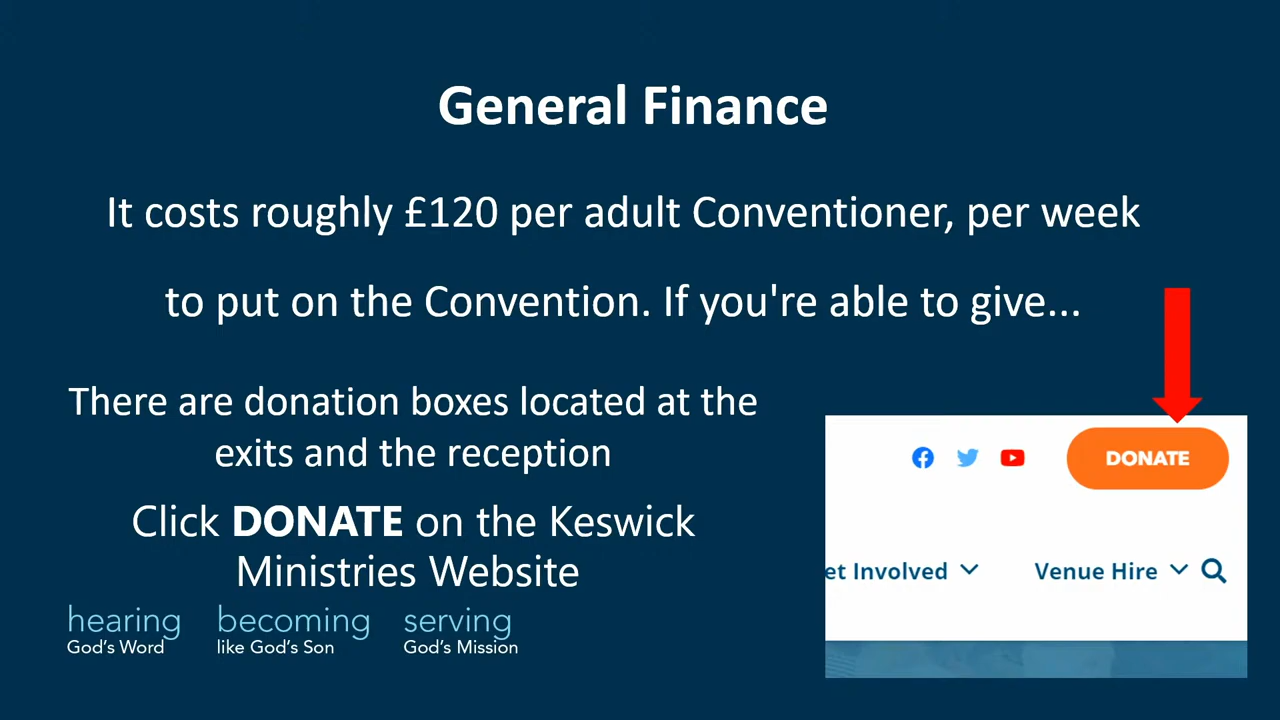 General Finance
It costs roughly £120 per adult Conventioner, per week
to put on the Convention. If you're able to give...
There are donation boxes located at the
exits and the reception
Click DONATE on the Keswick
Ministries Website
hearing becoming serving
God's Word like God's Son God's Mission
DONATE
et Involved Venue Hire